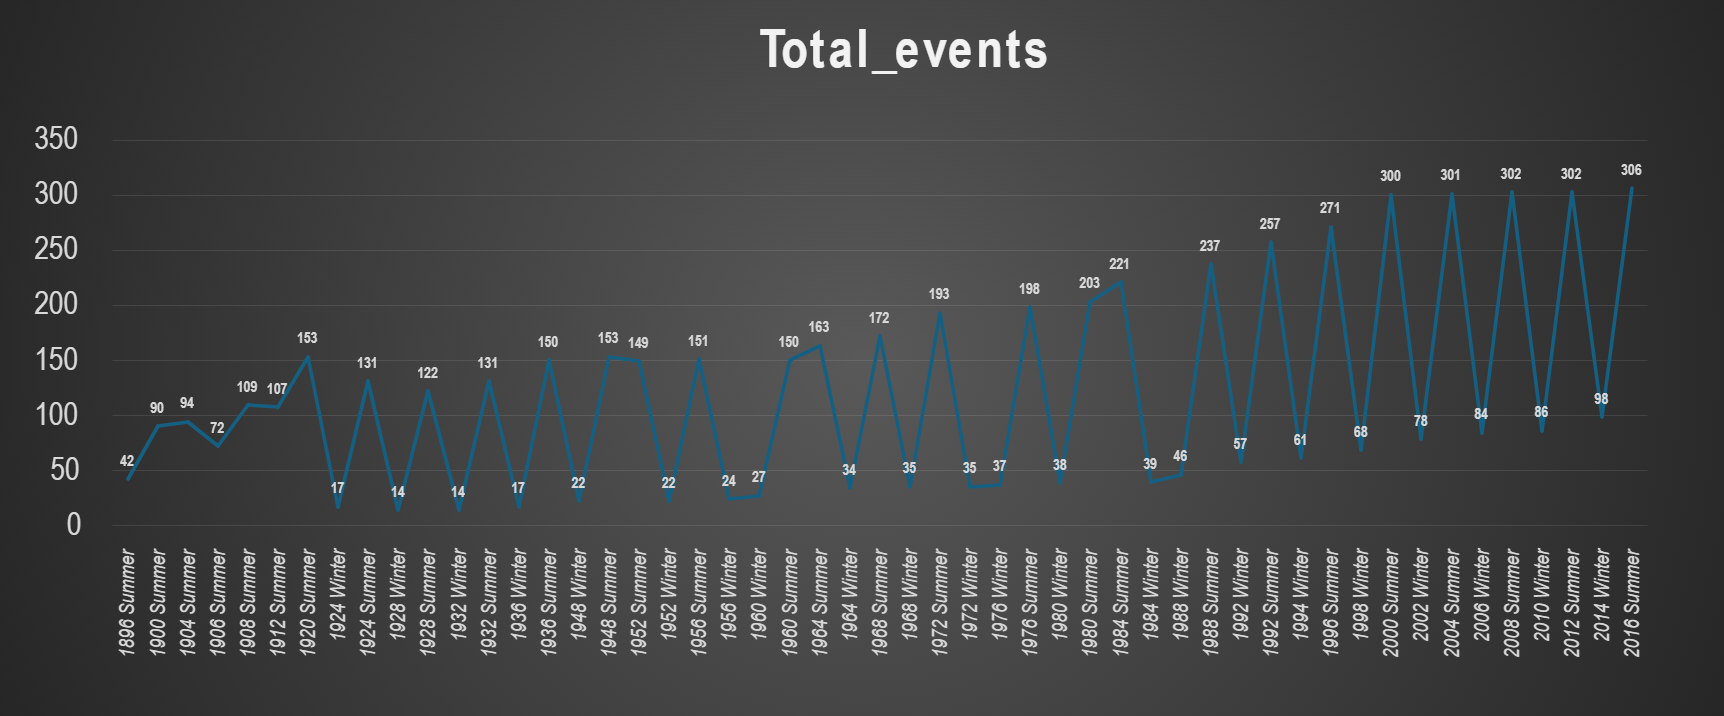 Total_events
350
300
250
200
150
100
50
0
42
90
94
72
109
107
153
17
131
14
122
14
131
17
150
22
153
149
22
151
24
27
150
163
34
172
35
193
35
37
198
38
203
221
39
46
237
57
257
61
271
68
300
78
301
84
302
86
302
98
306
1896 Summer
1900 Summer
1904 Summer
1906 Summer
1908 Summer
1912 Summer
1920 Summer
1924 Winter
1924 Summer
1928 Winter
1928 Summer
1932 Winter
1932 Summer
1936 Winter
1936 Summer
1948 Winter
1948 Summer
1952 Summer
1952 Winter
1956 Summer
1956 Winter
1960 Winter
1960 Summer
1964 Summer
1964 Winter
1968 Summer
1968 Winter
1972 Summer
1972 Winter
1976 Winter
1976 Summer
1980 Winter
1980 Summer
1984 Summer
1984 Winter
1988 Winter
1988 Summer
1992 Winter
1992 Summer
1994 Winter
1996 Summer
1998 Winter
2000 Summer
2002 Winter
2004 Summer
2006 Winter
2008 Summer
2010 Winter
2012 Summer
2014 Winter
2016 Summer